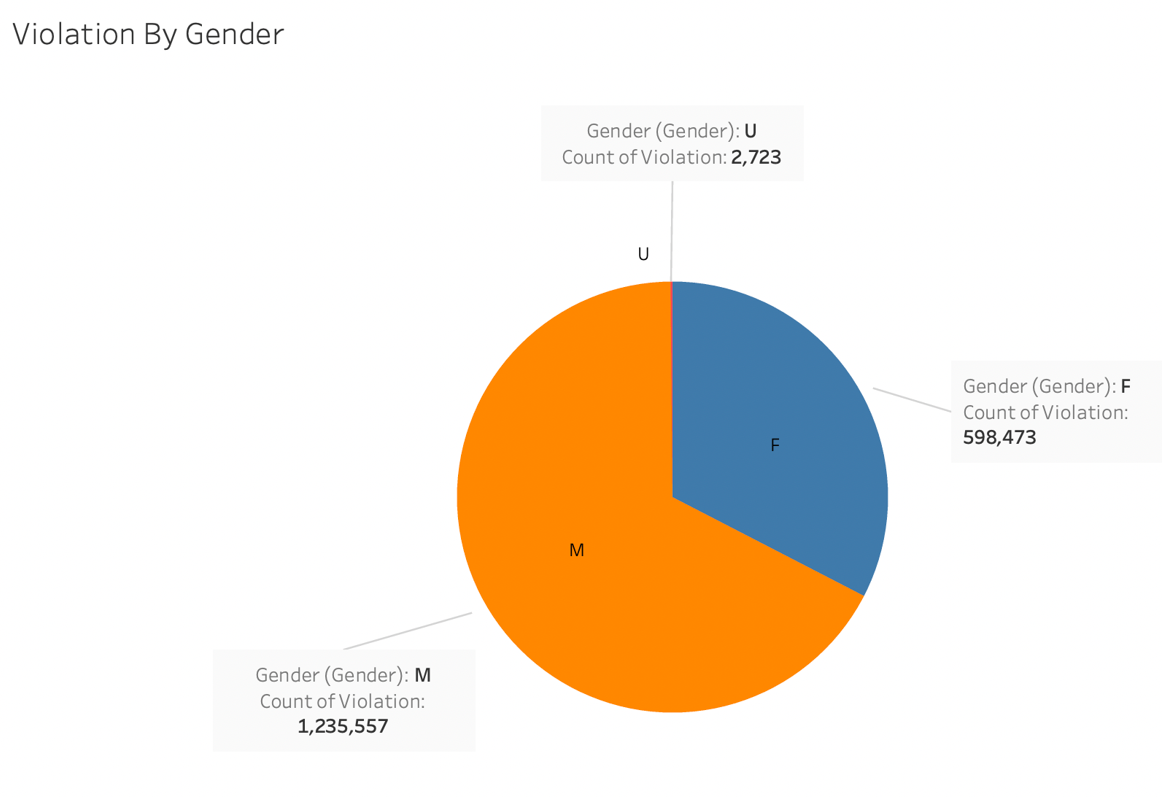 Violation By Gender
Gender (Gender): U
Count of Violation: 2,723
U
Gender (Gender): F
Count of Violation:
598,473
F
M
Gender (Gender): M
Count of Violation:
1,235,557